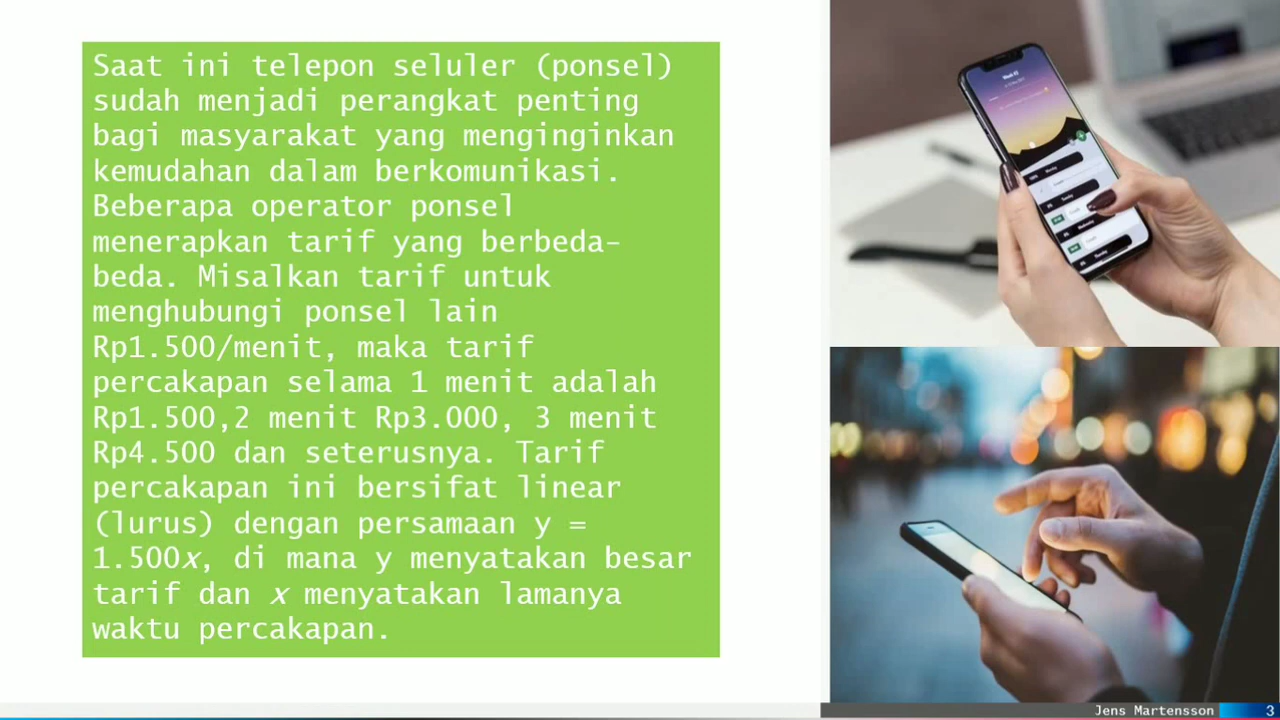 Saat ini telepon seluler (ponsel)
sudah menjadi perangkat penting
bagi masyarakat yang menginginkan
kemudahan dalam berkomunikasi.
Beberapa operator ponsel
menerapkan tarif yang berbeda-
beda. Misalkan tarif untuk
menghubungi ponsel lain
Rp1.500/menit, maka tarif
percakapan selama 1 menit adalah
Rp1.500,2 menit Rp3.000, 3 menit
Rp4.500 dan seterusnya. Tarif
percakapan ini bersifat linear
(lurus) dengan persamaan y =
1.500x, di mana y menyatakan besar
tarif dan x menyatakan lamanya
waktu percakapan.
Jens Martensson 3